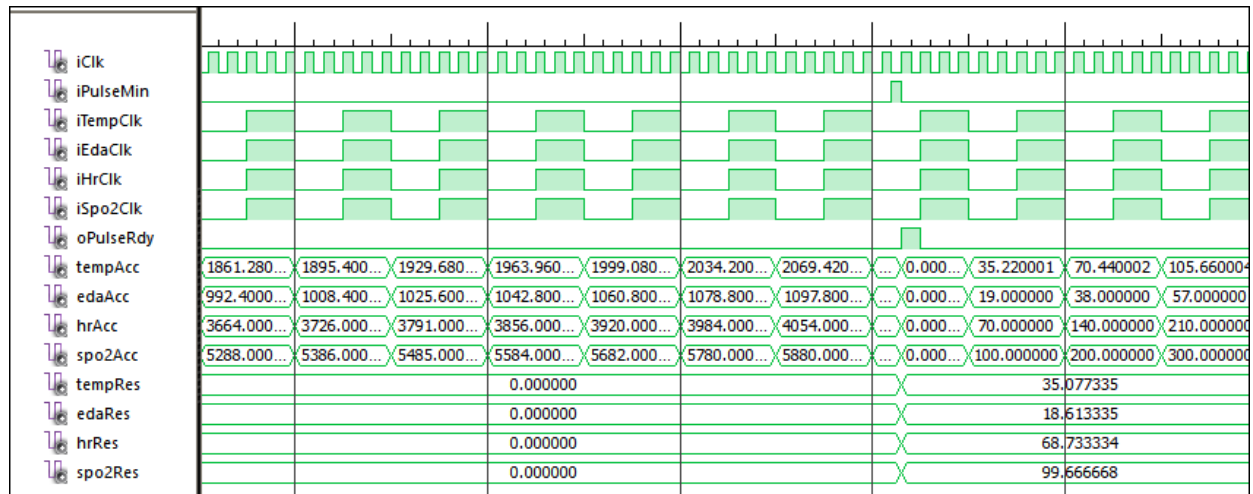 iClk
iPulseMin
iTempClk
iEdaClk
iHrClk
iSpo2Clk
oPulseRdy
tempAcc 1861.280... 1895.400... 1929.680... 1963.960... 1999.080... 2034.200... 2069.420... ... 0.000... 35.220001 70.440002 105.660004
edaAcc 992.4000... 1008.400... 1025.600... 1042.800... 1060.800... 1078.800... 1097.800... ... 0.000... 19.000000 38.000000 57.000000
hrAcc 3664.000... 3726.000... 3791.000... 3856.000... 3920.000... 3984.000... 4054.000... ... 0.000... 70.000000 140.000000 210.000000
spo2Acc 5288.000... 5386.000... 5485.000... 5584.000... 5682.000... 5780.000... 5880.000... ... 0.000... 100.000000 200.000000 300.000000
tempRes 0.000000 35.077335
edaRes 0.000000 18.613335
hrRes 0.000000 68.733334
spo2Res 0.000000 99.666668